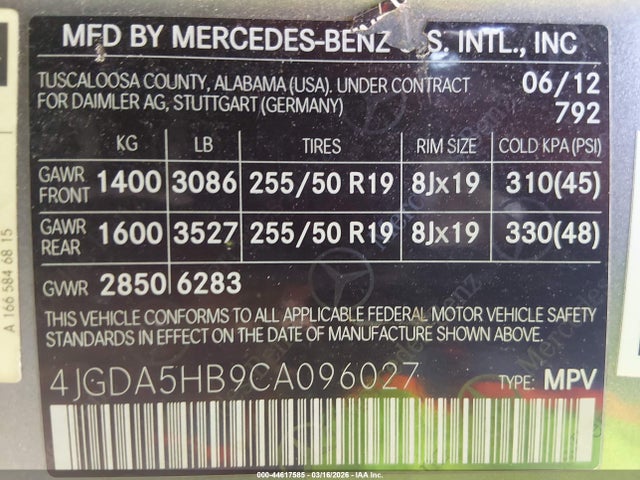 MFD BY MERCEDES-BENZ U.S. INTL., INC
TUSCALOOSA COUNTY, ALABAMA (USA). UNDER CONTRACT 06/12
FOR DAIMLER AG, STUTTGART (GERMANY) 792
KG LB TIRES RIM SIZE COLD KPA (PSI)
GAWR FRONT 1400 3086 255/50 R19 8Jx19 310(45)
GAWR REAR 1600 3527 255/50 R19 8Jx19 330(48)
GVWR 2850 6283
THIS VEHICLE CONFORMS TO ALL APPLICABLE FEDERAL MOTOR VEHICLE SAFETY
STANDARDS IN EFFECT ON THE DATE OF MANUFACTURE SHOWN ABOVE.
4JGDA5HB9CA096027 TYPE: MPV
A 166 584 68 15
Mercedes-Benz
000-44617585 - 03/16/2026 - IAA Inc.